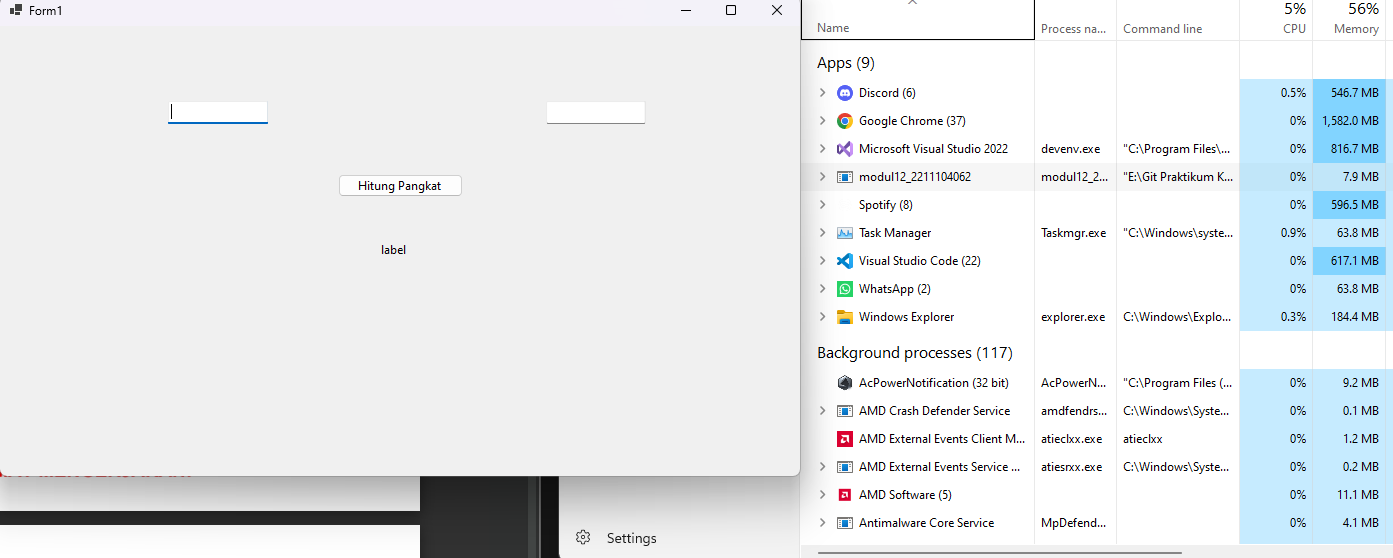 Form1
Hitung Pangkat
label
Settings
5% 56%
Name Process na... Command line CPU Memory
Apps (9)
Discord (6) 0.5% 546.7 MB
Google Chrome (37) 0% 1,582.0 MB
Microsoft Visual Studio 2022 devenv.exe "C:\Program Files\... 0% 816.7 MB
modul12_2211104062 modul12_2... "E:\Git Praktikum K... 0% 7.9 MB
Spotify (8) 0% 596.5 MB
Task Manager Taskmgr.exe "C:\Windows\syste... 0.9% 63.8 MB
Visual Studio Code (22) 0% 617.1 MB
WhatsApp (2) 0% 63.8 MB
Windows Explorer explorer.exe C:\Windows\Explo... 0.3% 184.4 MB
Background processes (117)
AcPowerNotification (32 bit) AcPowerN... "C:\Program Files (... 0% 9.2 MB
AMD Crash Defender Service amdfendrs... C:\Windows\Syste... 0% 0.1 MB
AMD External Events Client M... atieclxx.exe atieclxx 0% 1.2 MB
AMD External Events Service ... atiesrxx.exe C:\Windows\Syste... 0% 0.2 MB
AMD Software (5) 0% 11.1 MB
Antimalware Core Service MpDefend... 0% 4.1 MB